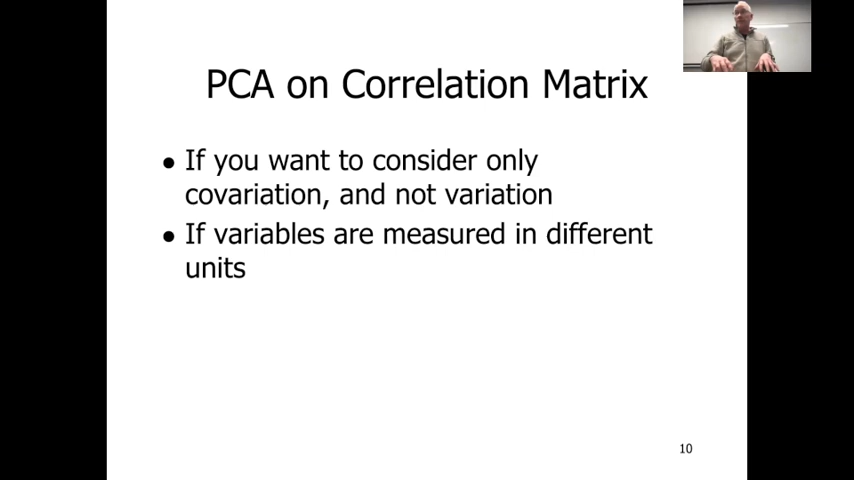 PCA on Correlation Matrix
• If you want to consider only
covariation, and not variation
• If variables are measured in different
units
10